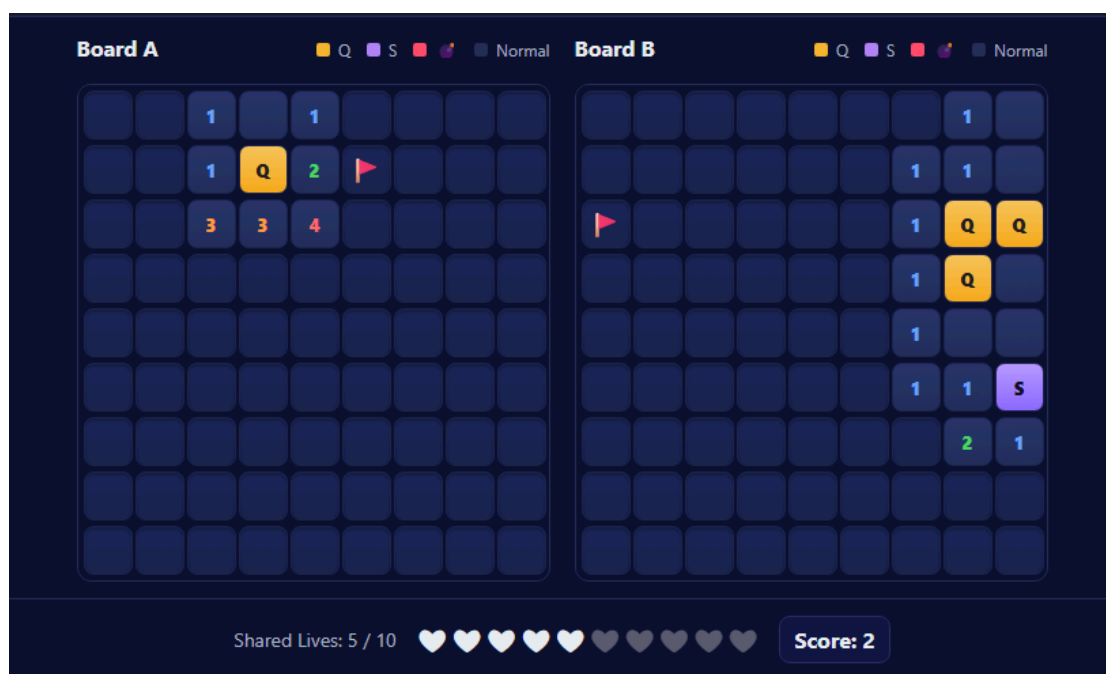 Board A Q S Normal Board B Q S Normal
1 1 1
1 Q 2 1 1
3 3 4 1 Q Q
1 Q
1
1 1 S
2 1
Shared Lives: 5 / 10 Score: 2